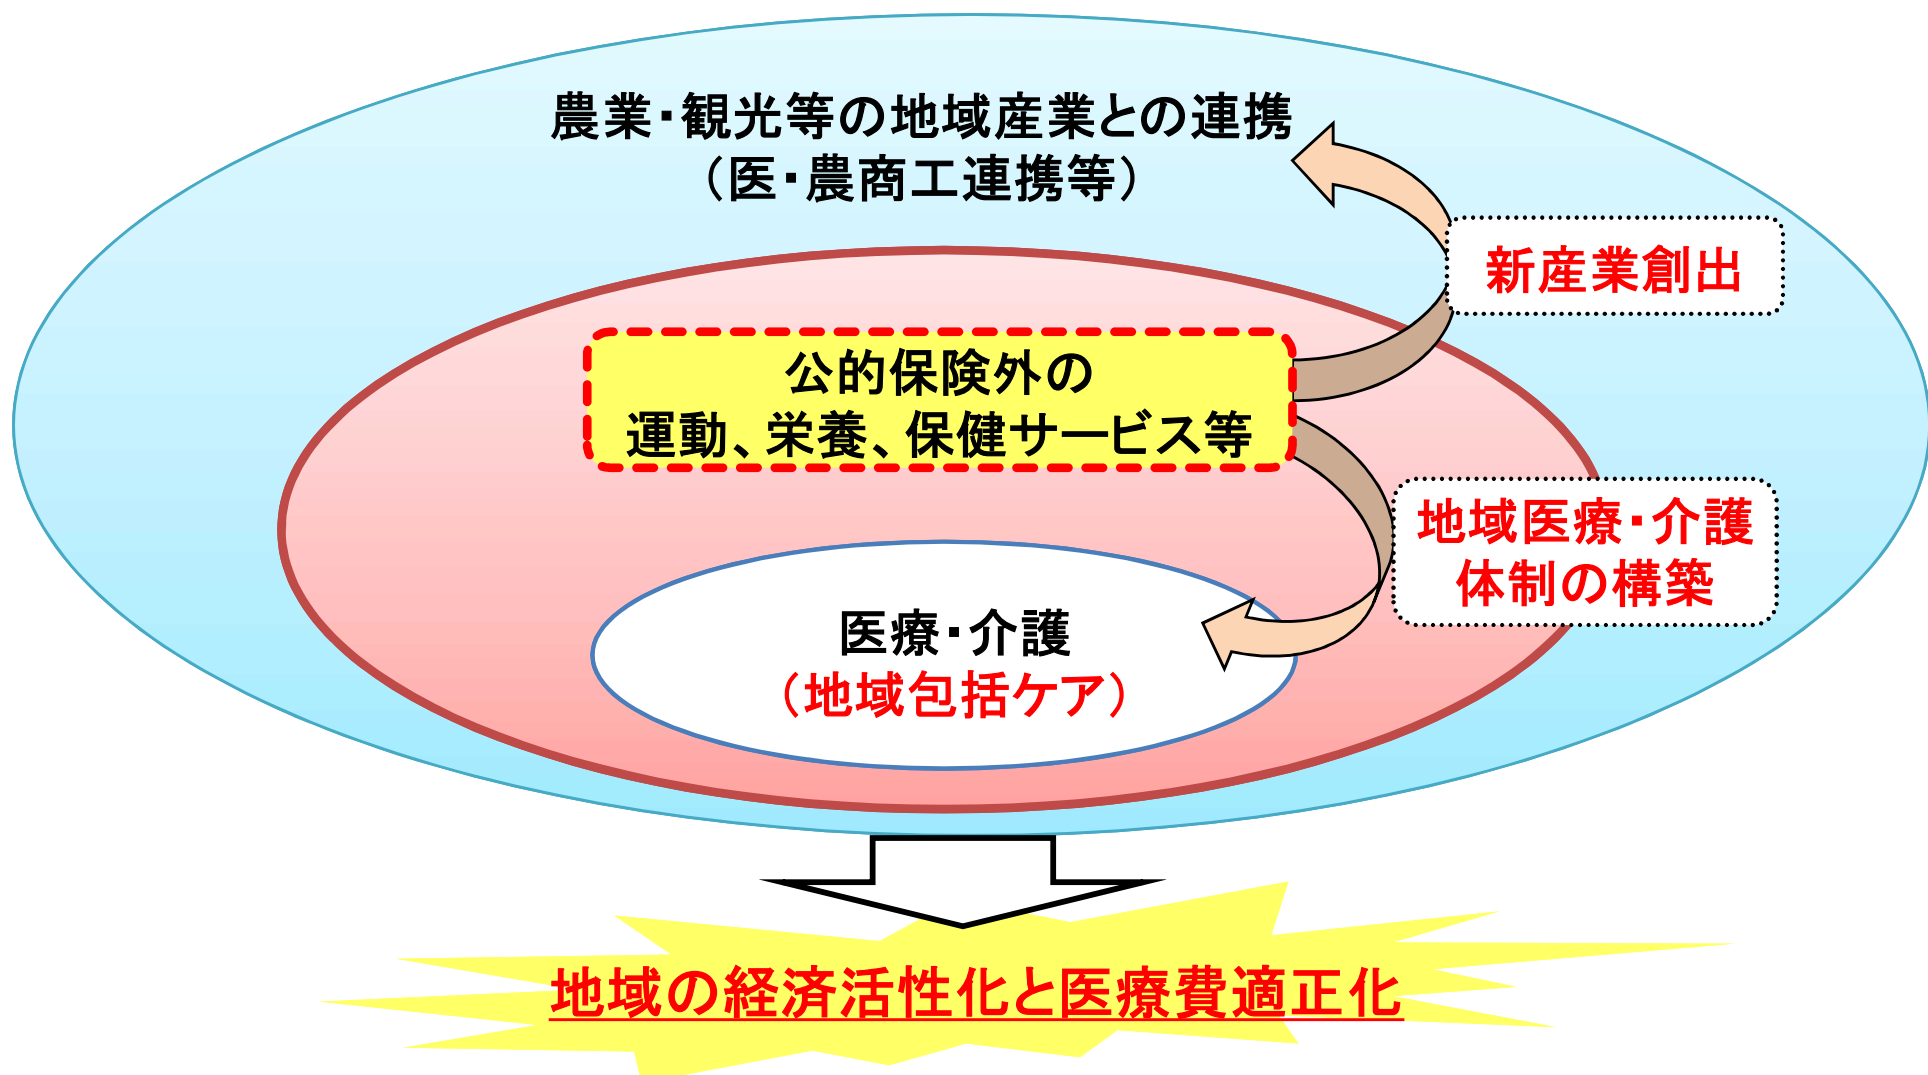 農業・観光等の地域産業との連携
（医・農商工連携等）
新産業創出
公的保険外の
運動、栄養、保健サービス等
地域医療・介護
体制の構築
医療・介護
（地域包括ケア）
地域の経済活性化と医療費適正化